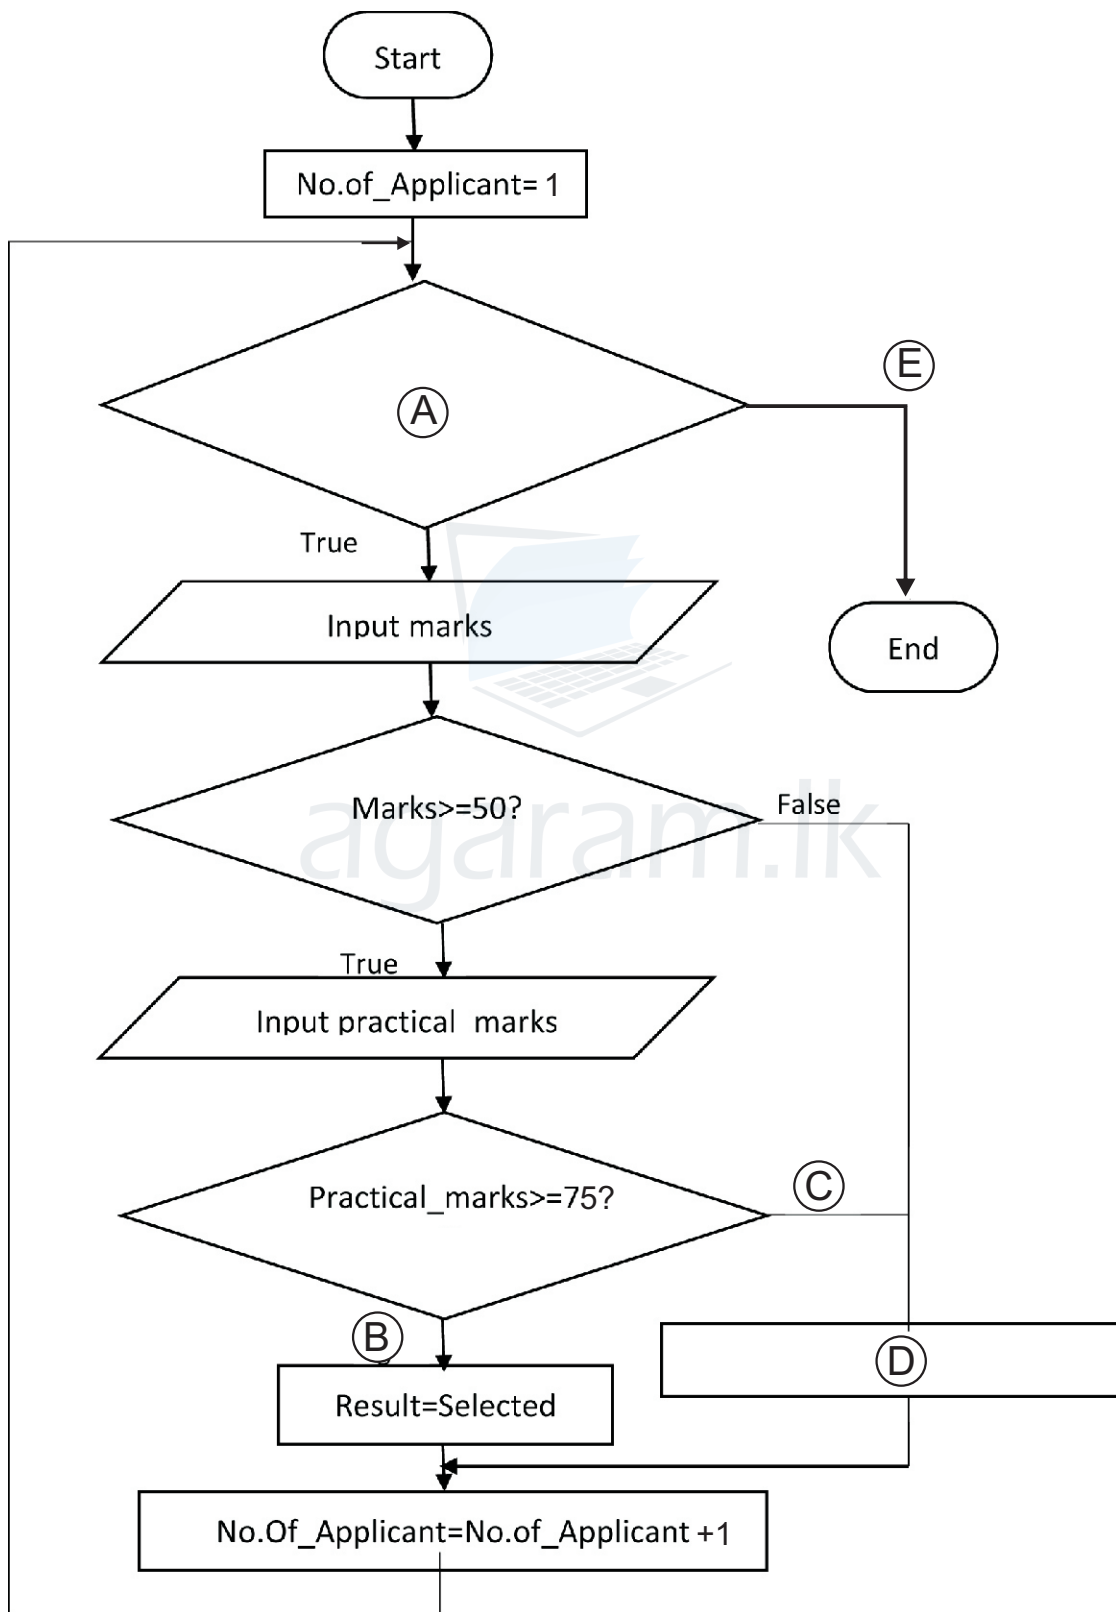 Start
No.of_Applicant= 1
E
A
True
Input marks
End
Marks>=50?
False
agaram.lk
True
Input practical marks
C
Practical_marks>=75?
B
D
Result=Selected
No.Of_Applicant=No.of_Applicant +1